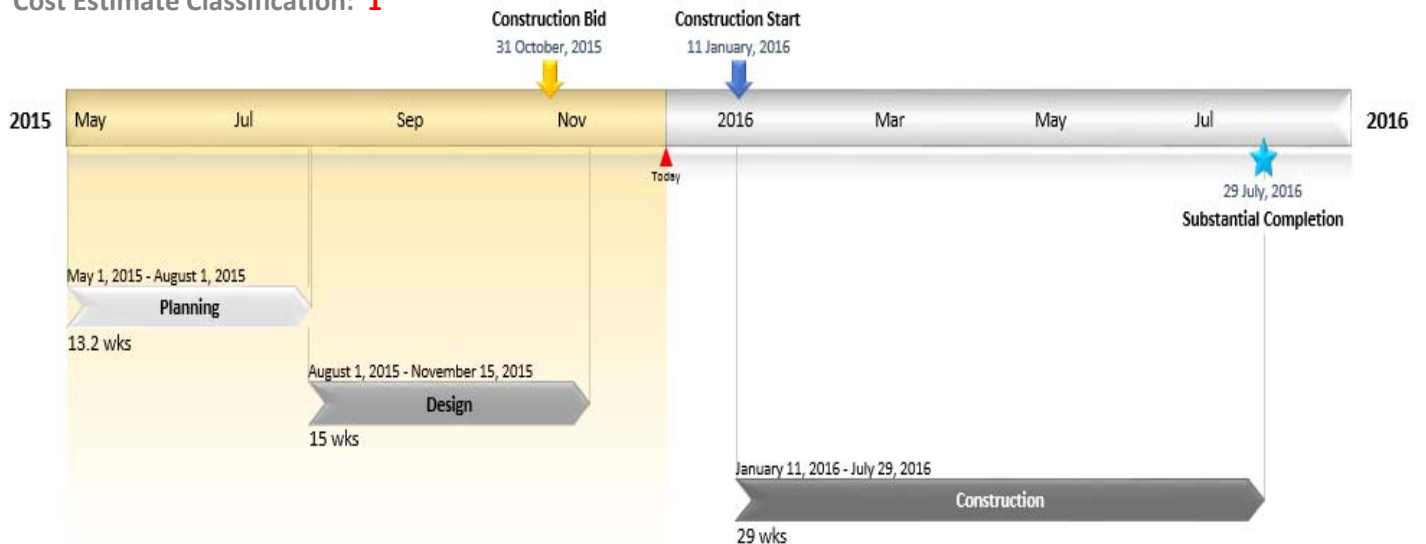 Cost Estimate Classification: 1
Construction Bid
31 October, 2015
Construction Start
11 January, 2016
2015 May Jul Sep Nov 2016 Mar May Jul 2016
Today
29 July, 2016
Substantial Completion
May 1, 2015 - August 1, 2015
Planning
13.2 wks
August 1, 2015 - November 15, 2015
Design
15 wks
January 11, 2016 - July 29, 2016
Construction
29 wks